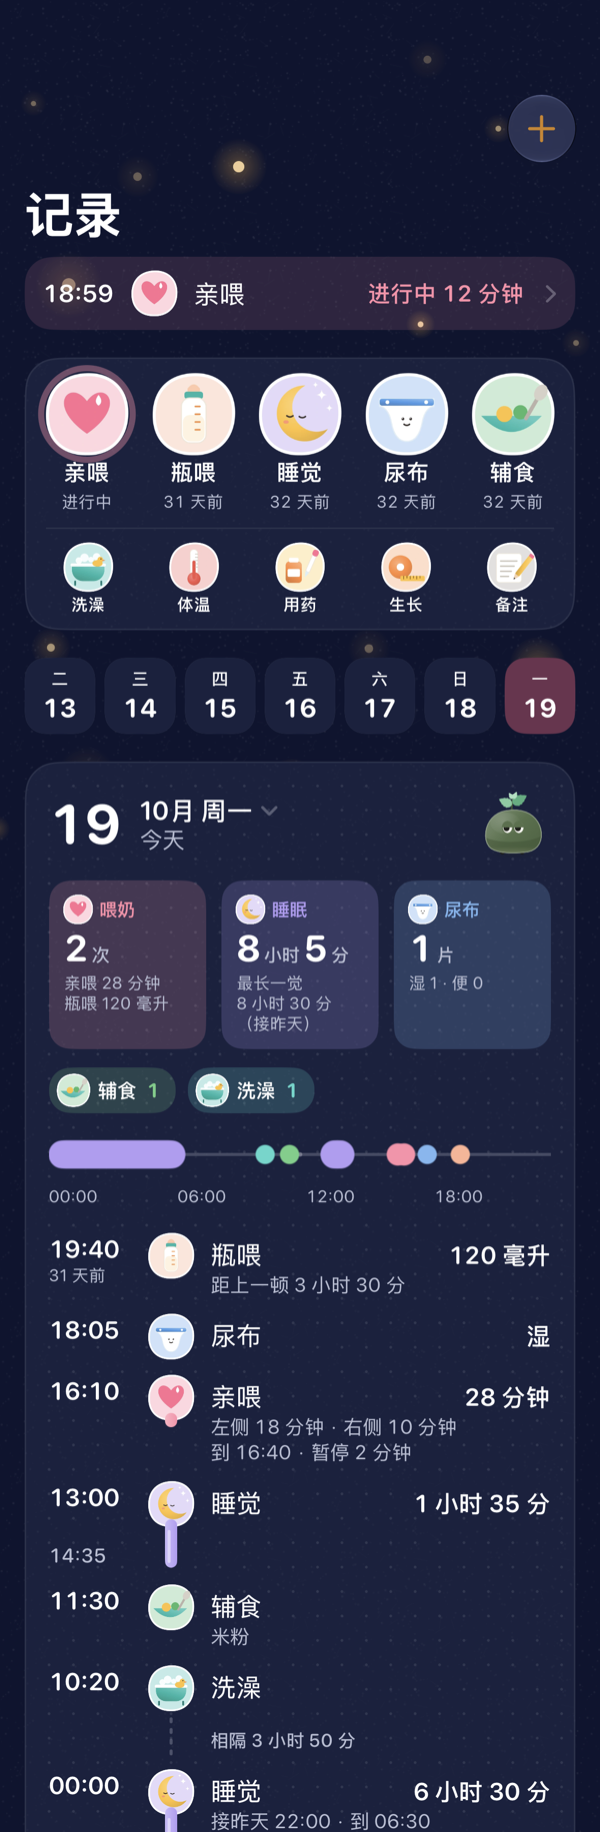 记录
18:59 亲喂 进行中 12 分钟
亲喂 瓶喂 睡觉 尿布 辅食
进行中 31 天前 32 天前 32 天前 32 天前
洗澡 体温 用药 生长 备注
二 三 四 五 六 日 一
13 14 15 16 17 18 19
19 10月 周一
今天
喂奶
2 次
亲喂 28 分钟
瓶喂 120 毫升
睡眠
8 小时 5 分
最长一觉
8 小时 30 分
（接昨天）
尿布
1 片
湿 1 · 便 0
辅食 1 洗澡 1
00:00 06:00 12:00 18:00
19:40 瓶喂 120 毫升
31 天前 距上一顿 3 小时 30 分
18:05 尿布 湿
16:10 亲喂 28 分钟
左侧 18 分钟 · 右侧 10 分钟
到 16:40 · 暂停 2 分钟
13:00 睡觉 1 小时 35 分
14:35
11:30 辅食
米粉
10:20 洗澡
相隔 3 小时 50 分
00:00 睡觉 6 小时 30 分
接昨天 22:00 · 到 06:30